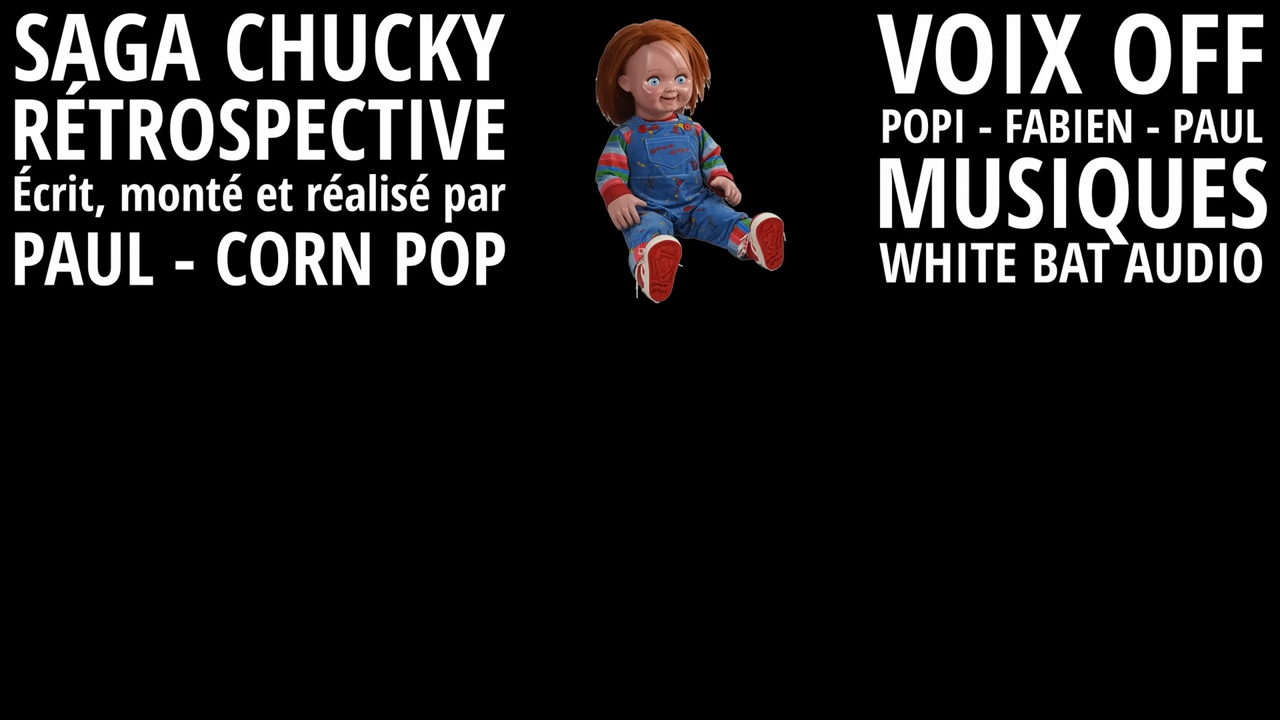 SAGA CHUCKY
RÉTROSPECTIVE
Écrit, monté et réalisé par
PAUL - CORN POP
VOIX OFF
POPI - FABIEN - PAUL
MUSIQUES
WHITE BAT AUDIO